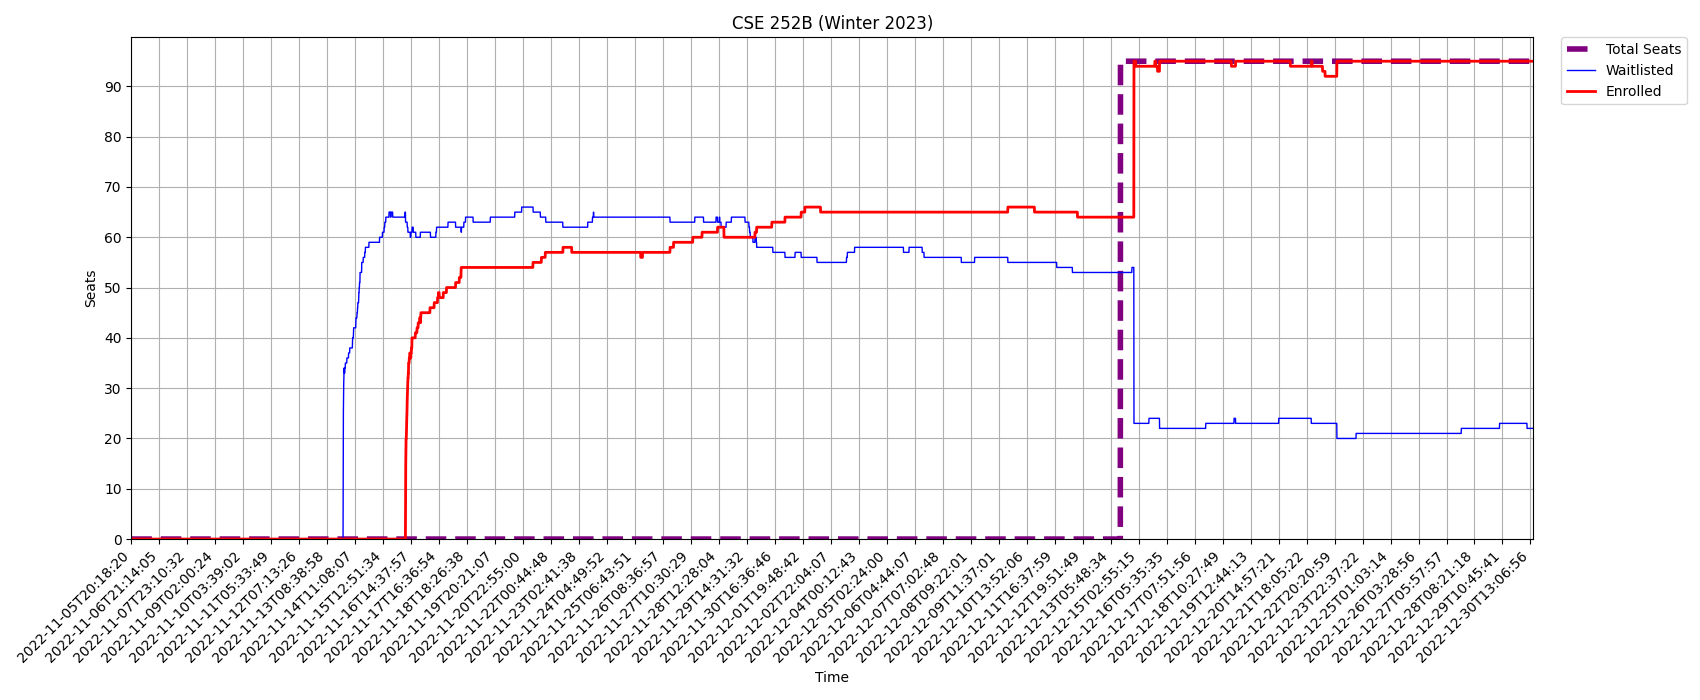 CSE 252B (Winter 2023)
Total Seats
Waitlisted
Enrolled
Seats
90
80
70
60
50
40
30
20
10
0
2022-11-05T20:18:20
2022-11-06T21:14:05
2022-11-07T23:10:32
2022-11-09T02:00:24
2022-11-10T03:39:02
2022-11-11T05:33:49
2022-11-12T07:13:26
2022-11-13T08:38:58
2022-11-14T11:08:07
2022-11-15T12:51:34
2022-11-16T14:37:57
2022-11-17T16:36:54
2022-11-18T18:26:38
2022-11-19T20:21:07
2022-11-20T22:55:00
2022-11-22T00:44:48
2022-11-23T02:41:38
2022-11-24T04:49:52
2022-11-25T06:43:51
2022-11-26T08:36:57
2022-11-27T10:30:29
2022-11-28T12:28:04
2022-11-29T14:31:32
2022-11-30T16:36:46
2022-12-01T19:48:42
2022-12-02T22:04:07
2022-12-04T00:12:43
2022-12-05T02:24:00
2022-12-06T04:44:07
2022-12-07T07:02:48
2022-12-08T09:22:01
2022-12-09T11:37:01
2022-12-10T13:52:06
2022-12-11T16:37:59
2022-12-12T19:51:49
2022-12-13T05:48:34
2022-12-15T02:55:15
2022-12-16T05:35:35
2022-12-17T07:51:56
2022-12-18T10:27:49
2022-12-19T12:44:13
2022-12-20T14:57:21
2022-12-21T18:05:22
2022-12-22T20:20:59
2022-12-23T22:37:22
2022-12-25T01:03:14
2022-12-26T03:28:56
2022-12-27T05:57:57
2022-12-28T08:21:18
2022-12-29T10:45:41
2022-12-30T13:06:56
Time